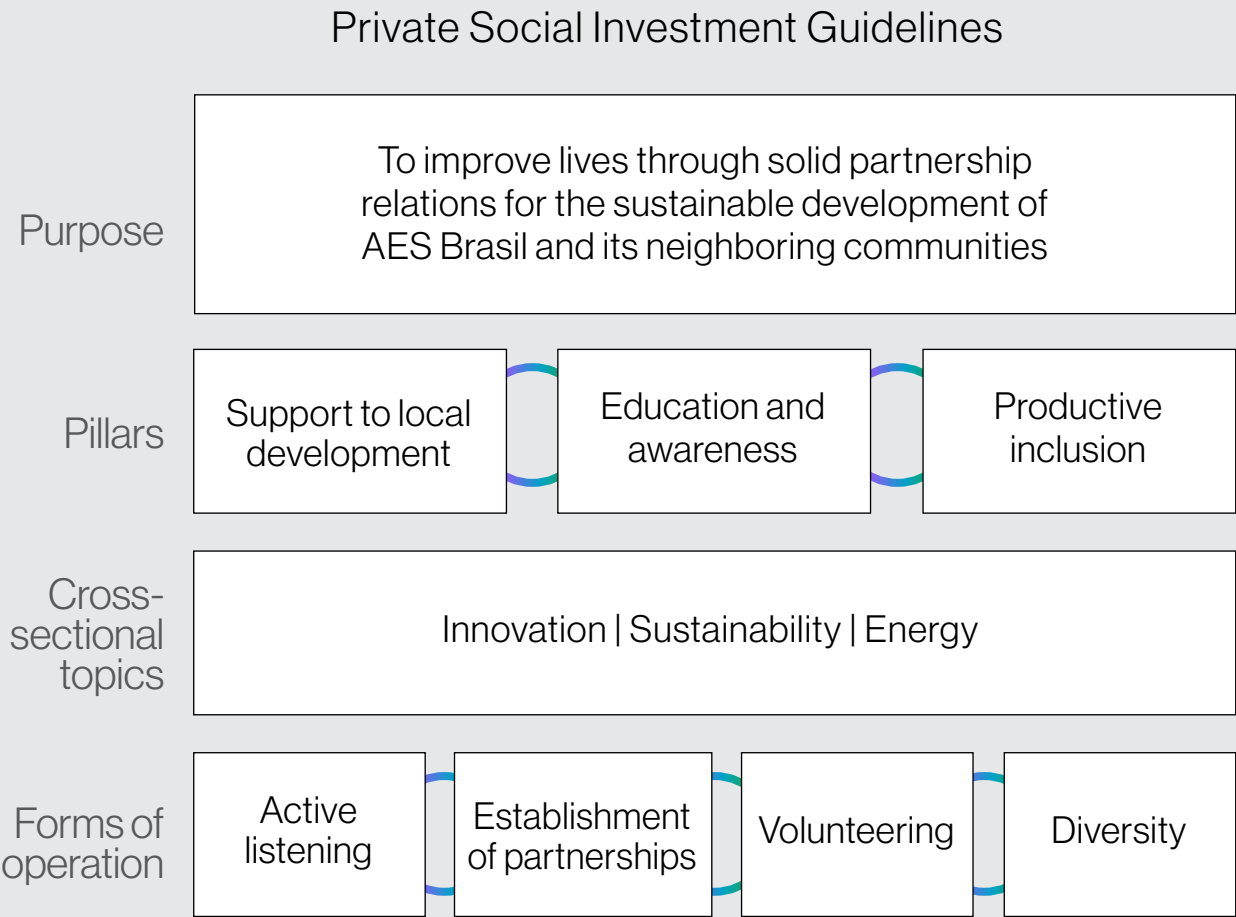 Private Social Investment Guidelines
Purpose
To improve lives through solid partnership
relations for the sustainable development of
AES Brasil and its neighboring communities
Pillars
Support to local
development
Education and
awareness
Productive
inclusion
Cross-
sectional
topics
Innovation | Sustainability | Energy
Forms of
operation
Active
listening
Establishment
of partnerships
Volunteering
Diversity